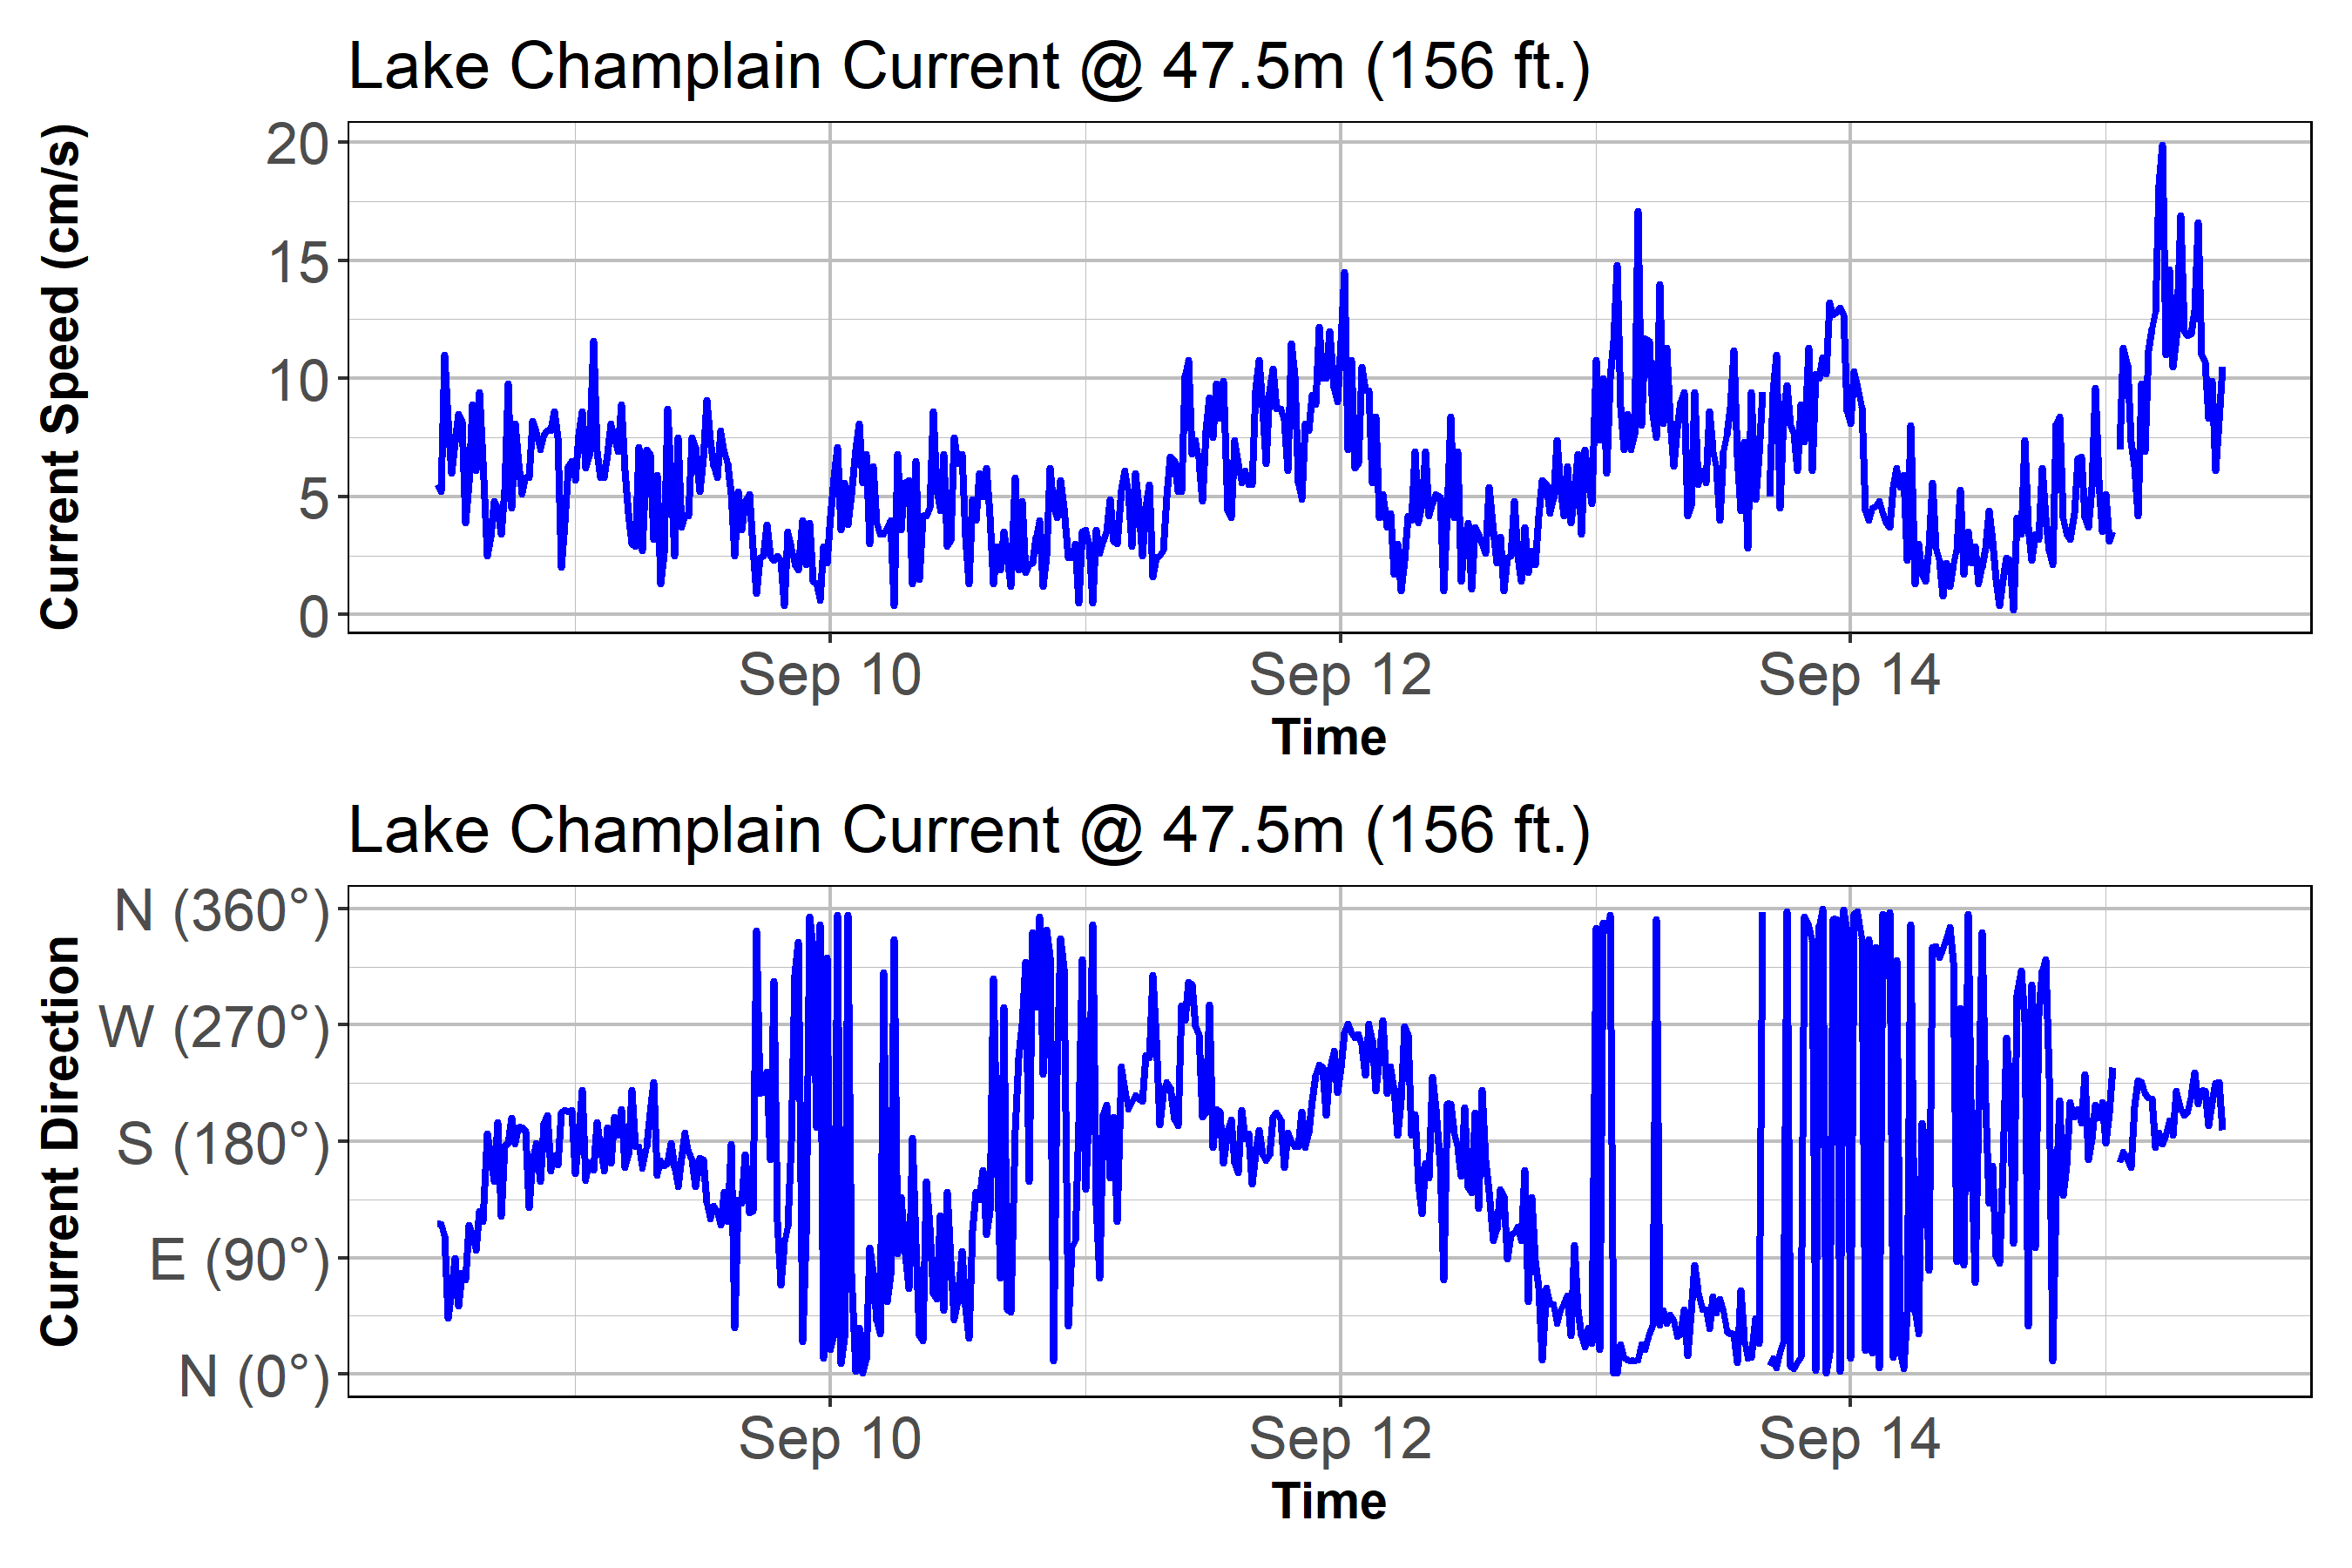 Lake Champlain Current @ 47.5m (156 ft.)
Current Speed (cm/s)
20
15
10
5
0
Sep 10 Sep 12 Sep 14
Time
Lake Champlain Current @ 47.5m (156 ft.)
Current Direction
N (360°)
W (270°)
S (180°)
E (90°)
N (0°)
Sep 10 Sep 12 Sep 14
Time